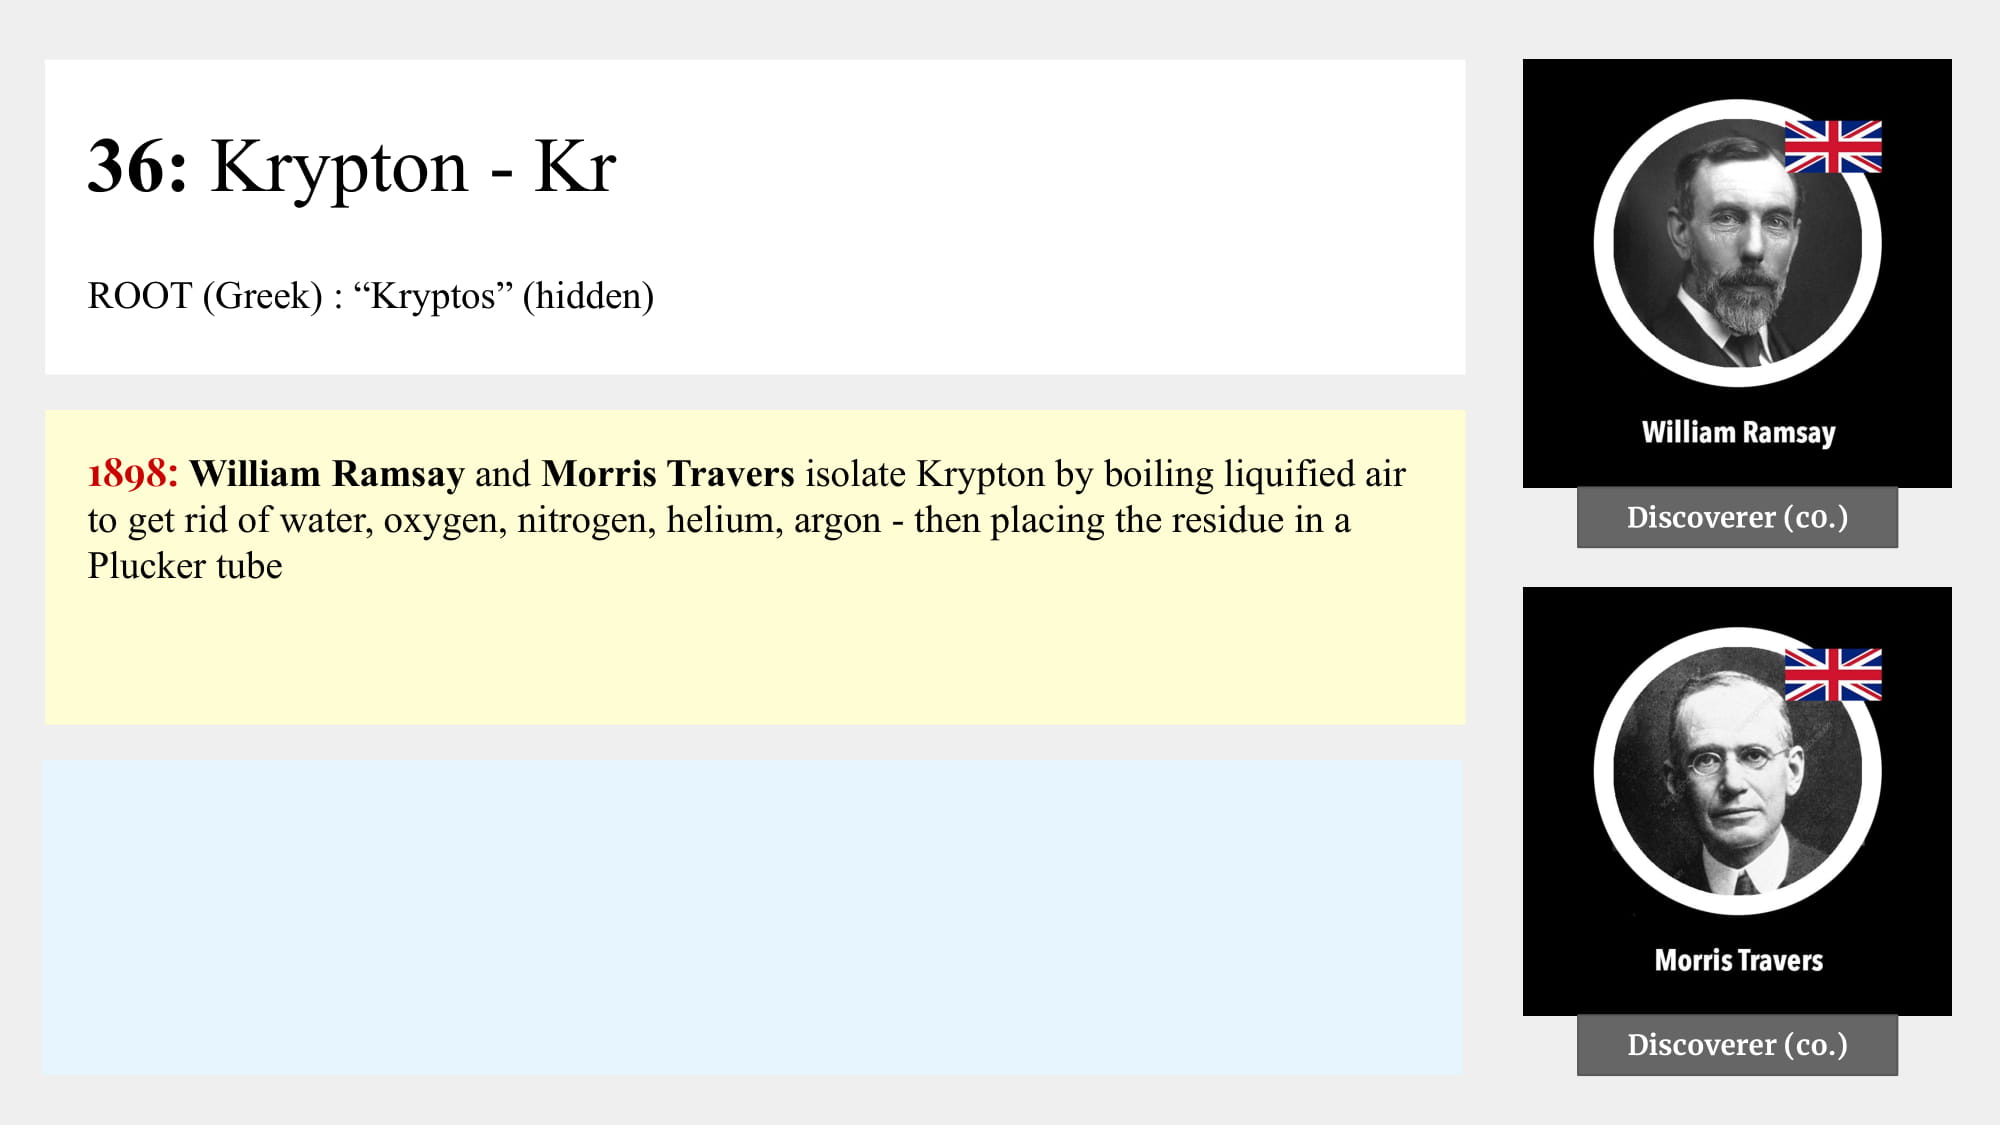 36: Krypton - Kr
ROOT (Greek) : “Kryptos” (hidden)
1898: William Ramsay and Morris Travers isolate Krypton by boiling liquified air
to get rid of water, oxygen, nitrogen, helium, argon - then placing the residue in a
Plucker tube
William Ramsay
Discoverer (co.)
Morris Travers
Discoverer (co.)